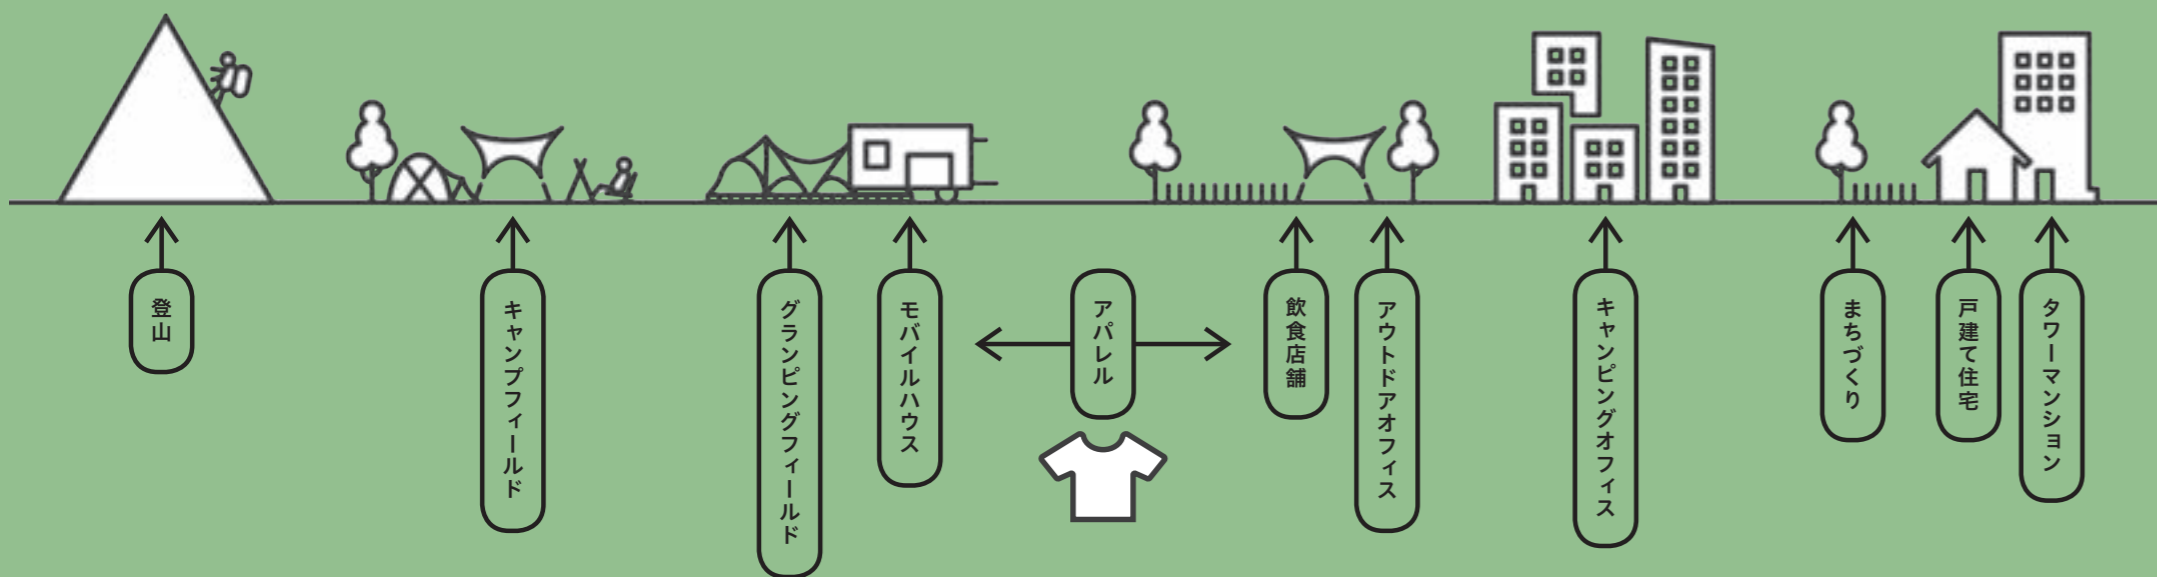 登山
キャンプフィールド
グランピングフィールド
モバイルハウス
アパレル
飲食店舗
アウトドアオフィス
キャンピングオフィス
まちづくり
戸建て住宅
タワーマンション